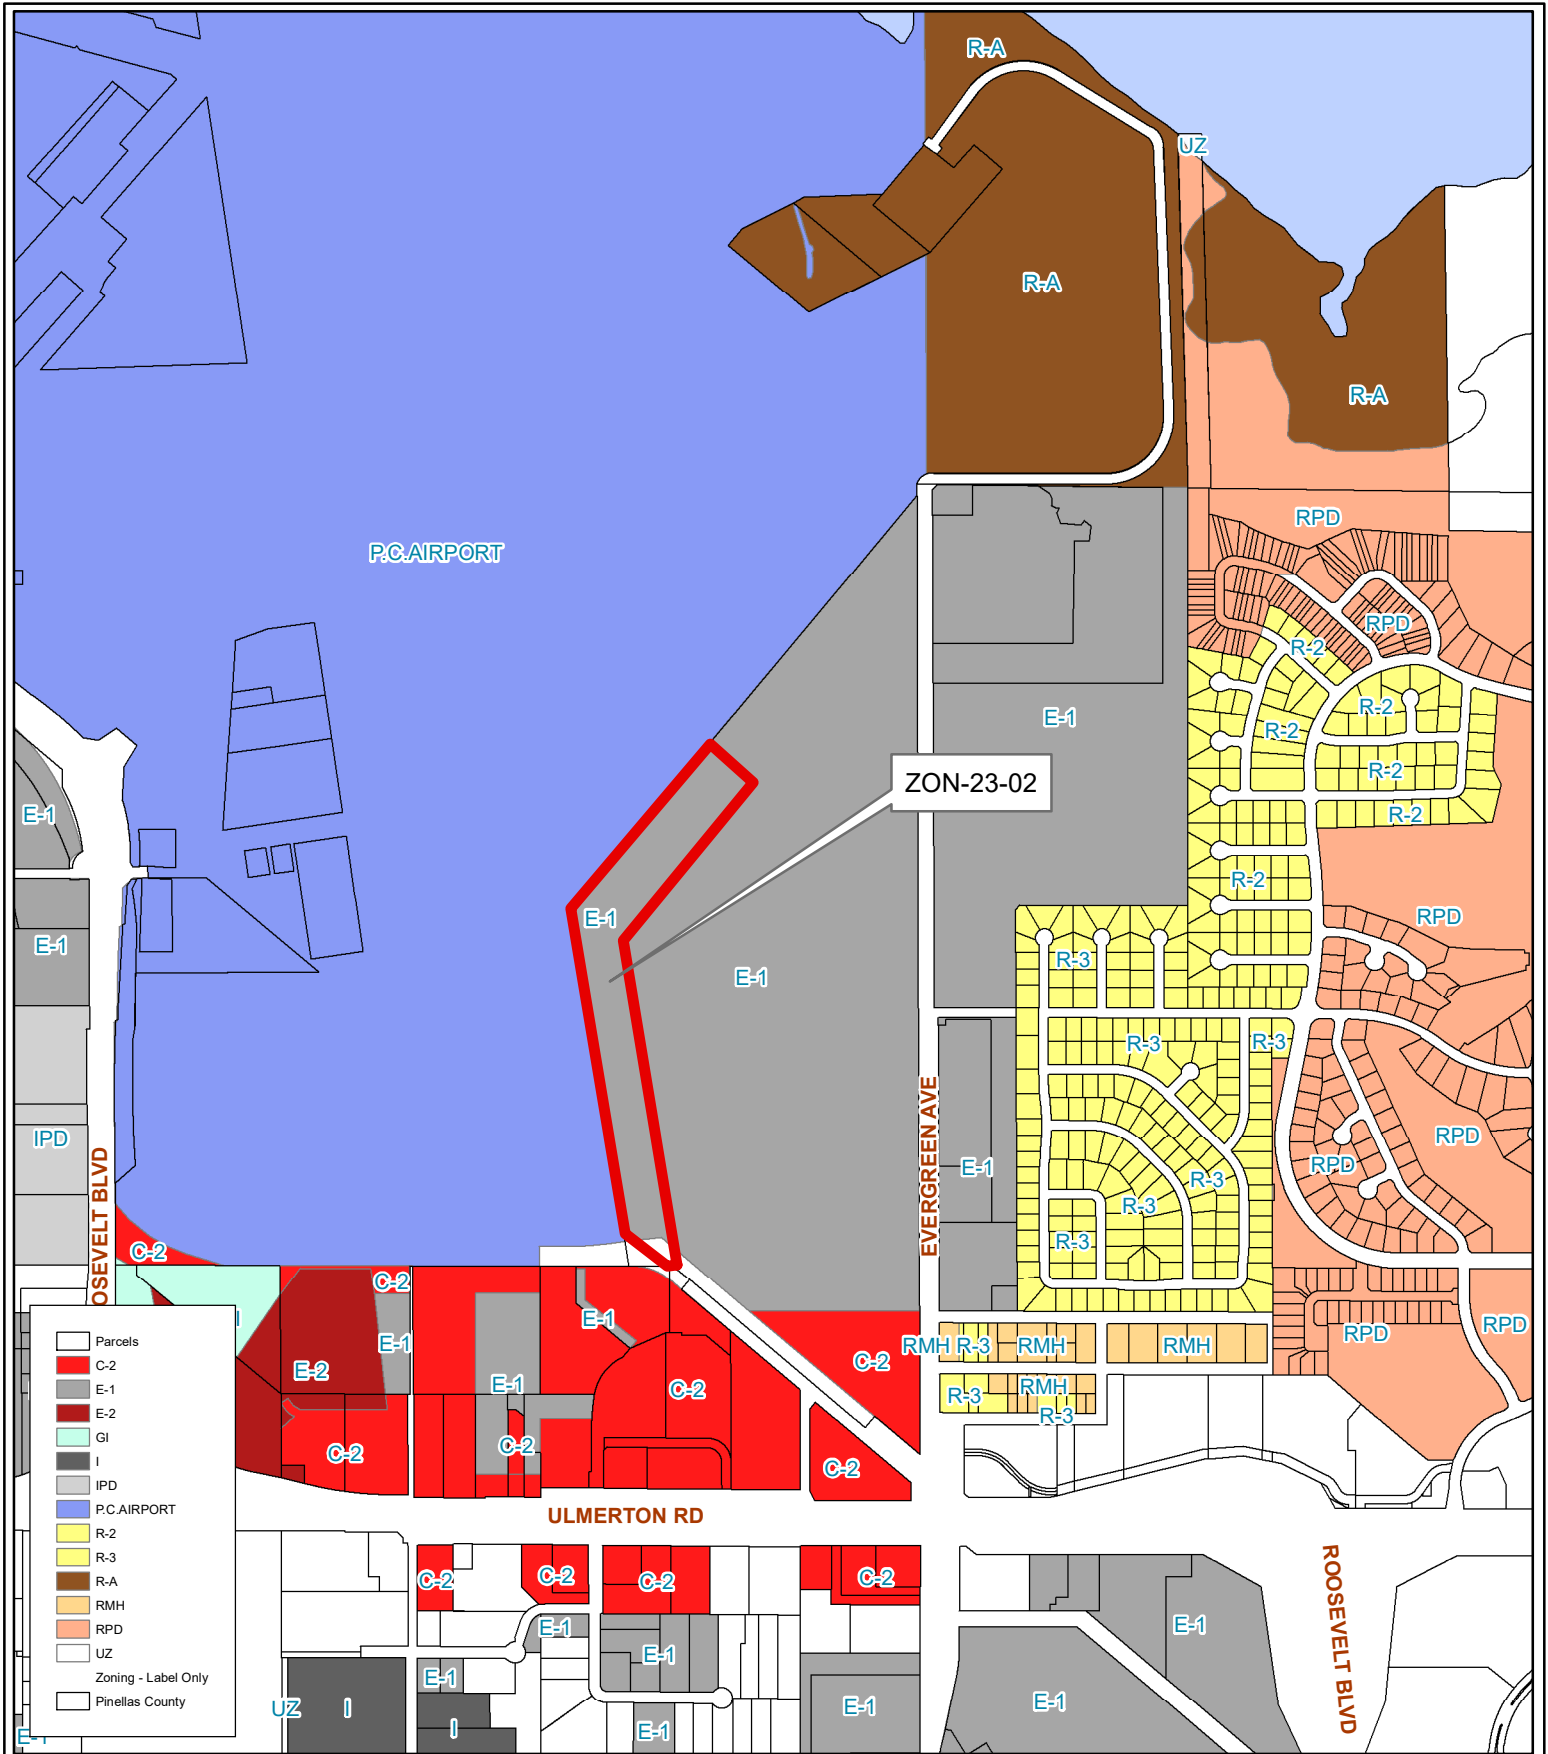 R-A
UZ
R-A
R-A
RPD
P.C.AIRPORT
RPD
R-2
R-2
E-1
R-2
R-2
ZON-23-02
E-1
R-2
R-2
RPD
E-1
E-1
R-3
E-1
R-3
R-3
EVERGREEN AVE
IPD
RPD
RPD
E-1
R-3
R-3
R-3
OSEVELT BLVD
C-2
C-2
E-1
I
E-1
RMH
R-3
RMH
RMH
RPD
RPD
C-2
E-2
E-1
C-2
RMH
R-3
R-3
C-2
C-2
C-2
ULMERTON RD
C-2
C-2
C-2
C-2
ROOSEVELT BLVD
E-1
E-1
E-1
E-1
UZ
I
E-1
E-1
I
E-1
E-1
Parcels
C-2
E-1
E-2
GI
I
IPD
P.C.AIRPORT
R-2
R-3
R-A
RMH
RPD
UZ
Zoning - Label Only
Pinellas County